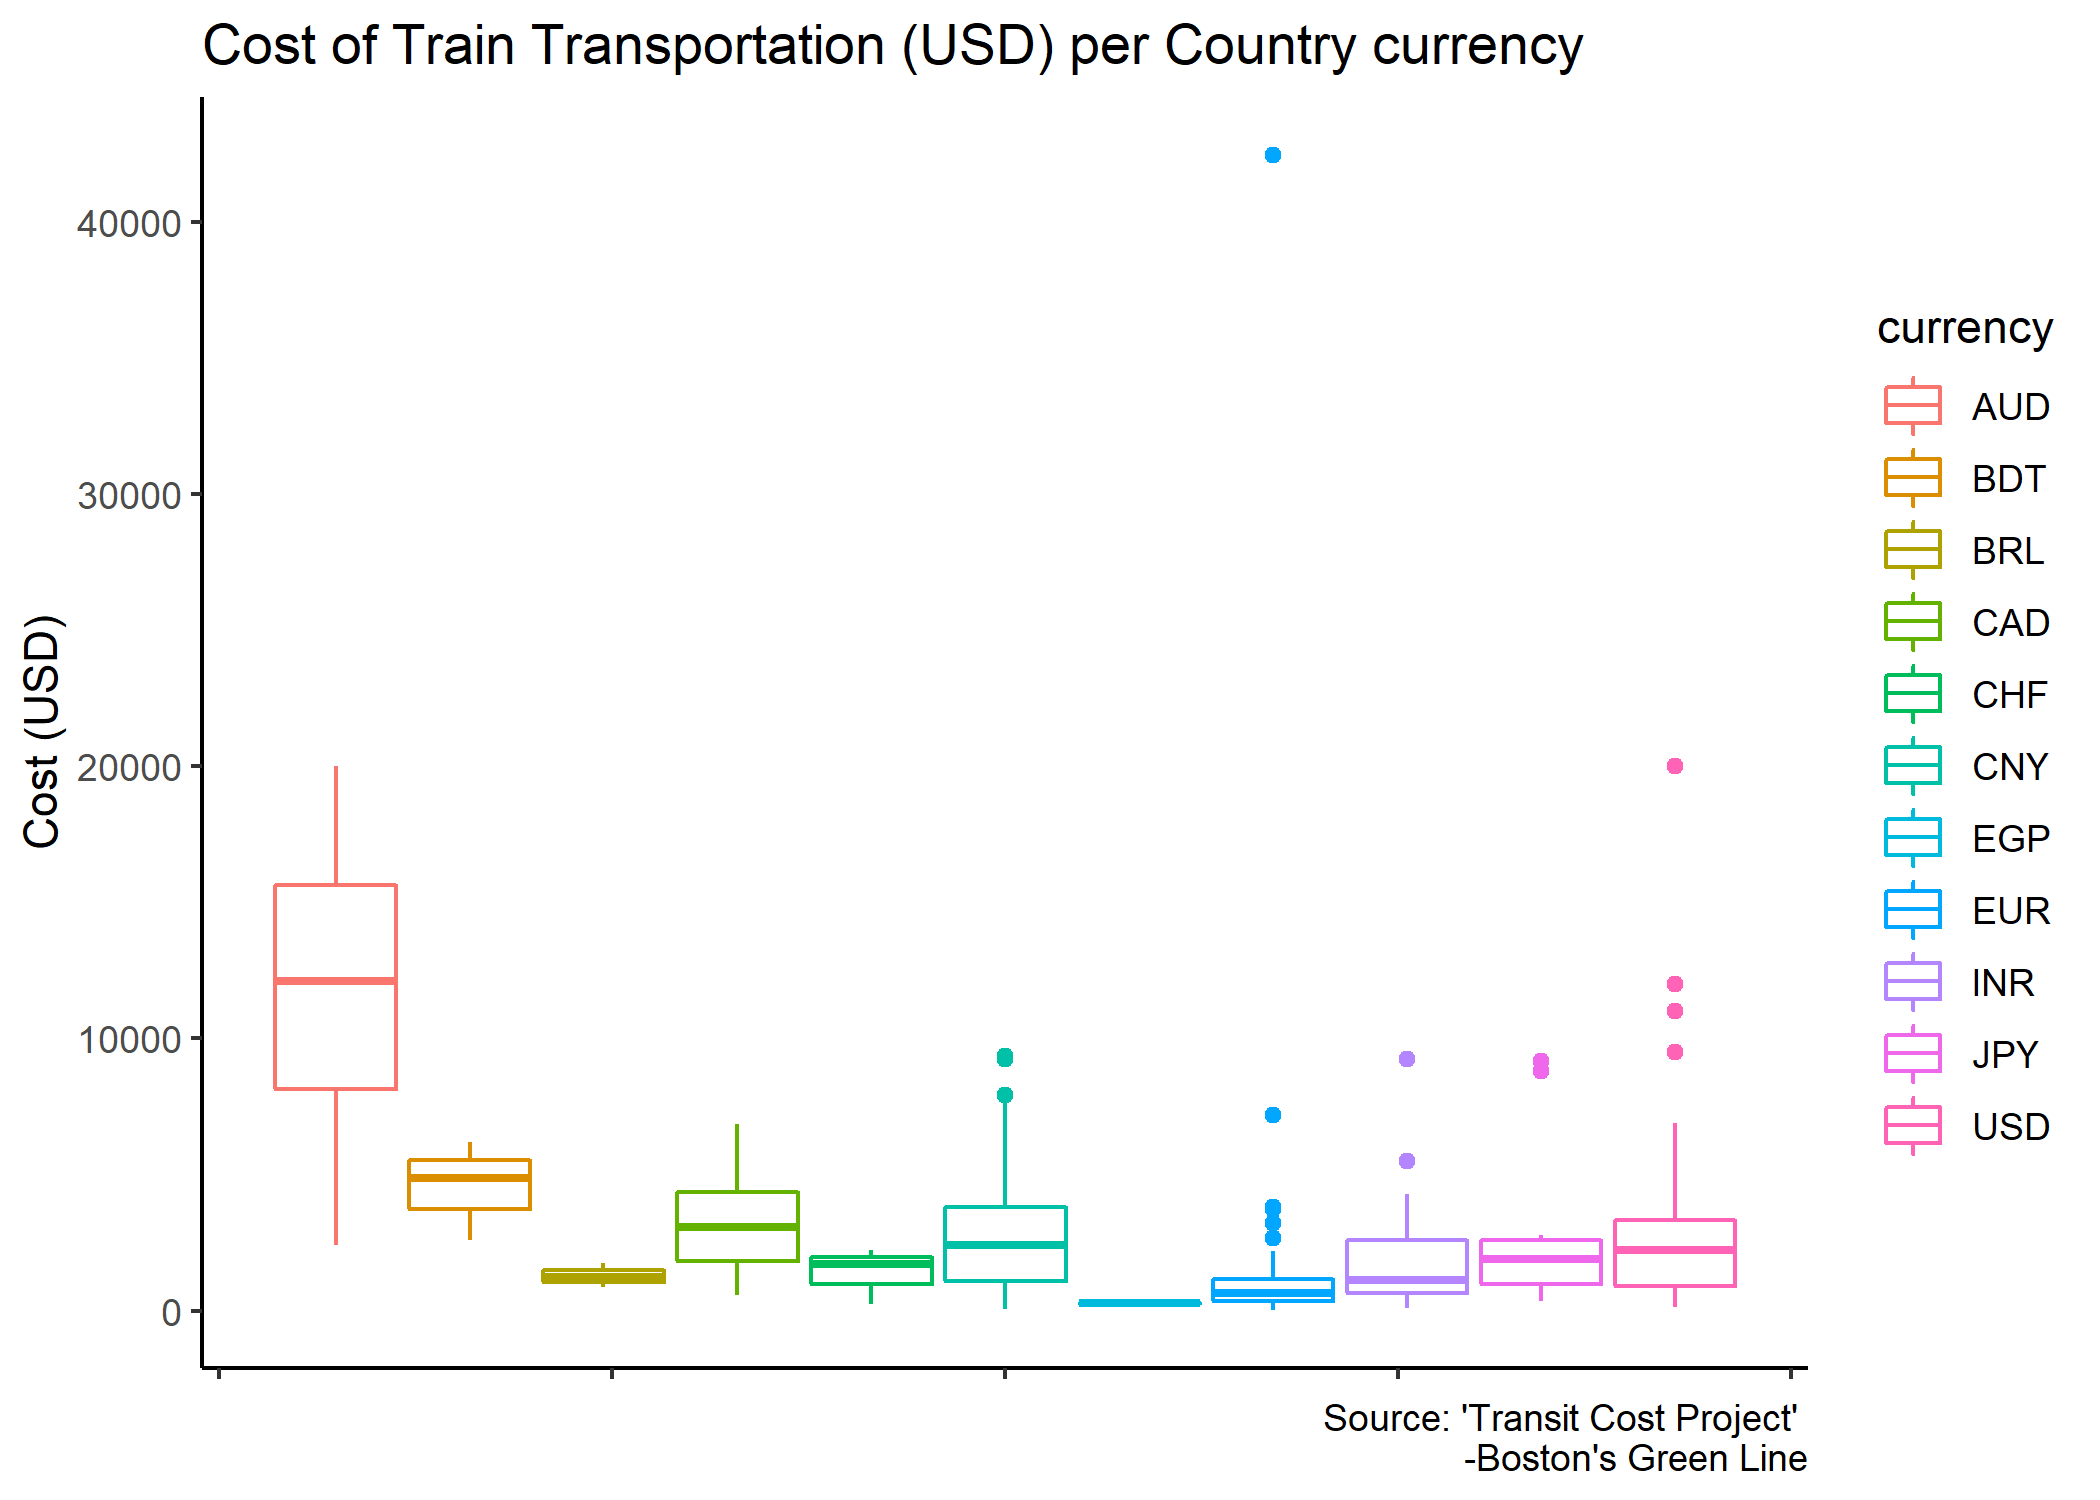 Cost of Train Transportation (USD) per Country currency
Cost (USD)
40000
30000
20000
10000
0
currency
AUD
BDT
BRL
CAD
CHF
CNY
EGP
EUR
INR
JPY
USD
Source: 'Transit Cost Project'
-Boston's Green Line